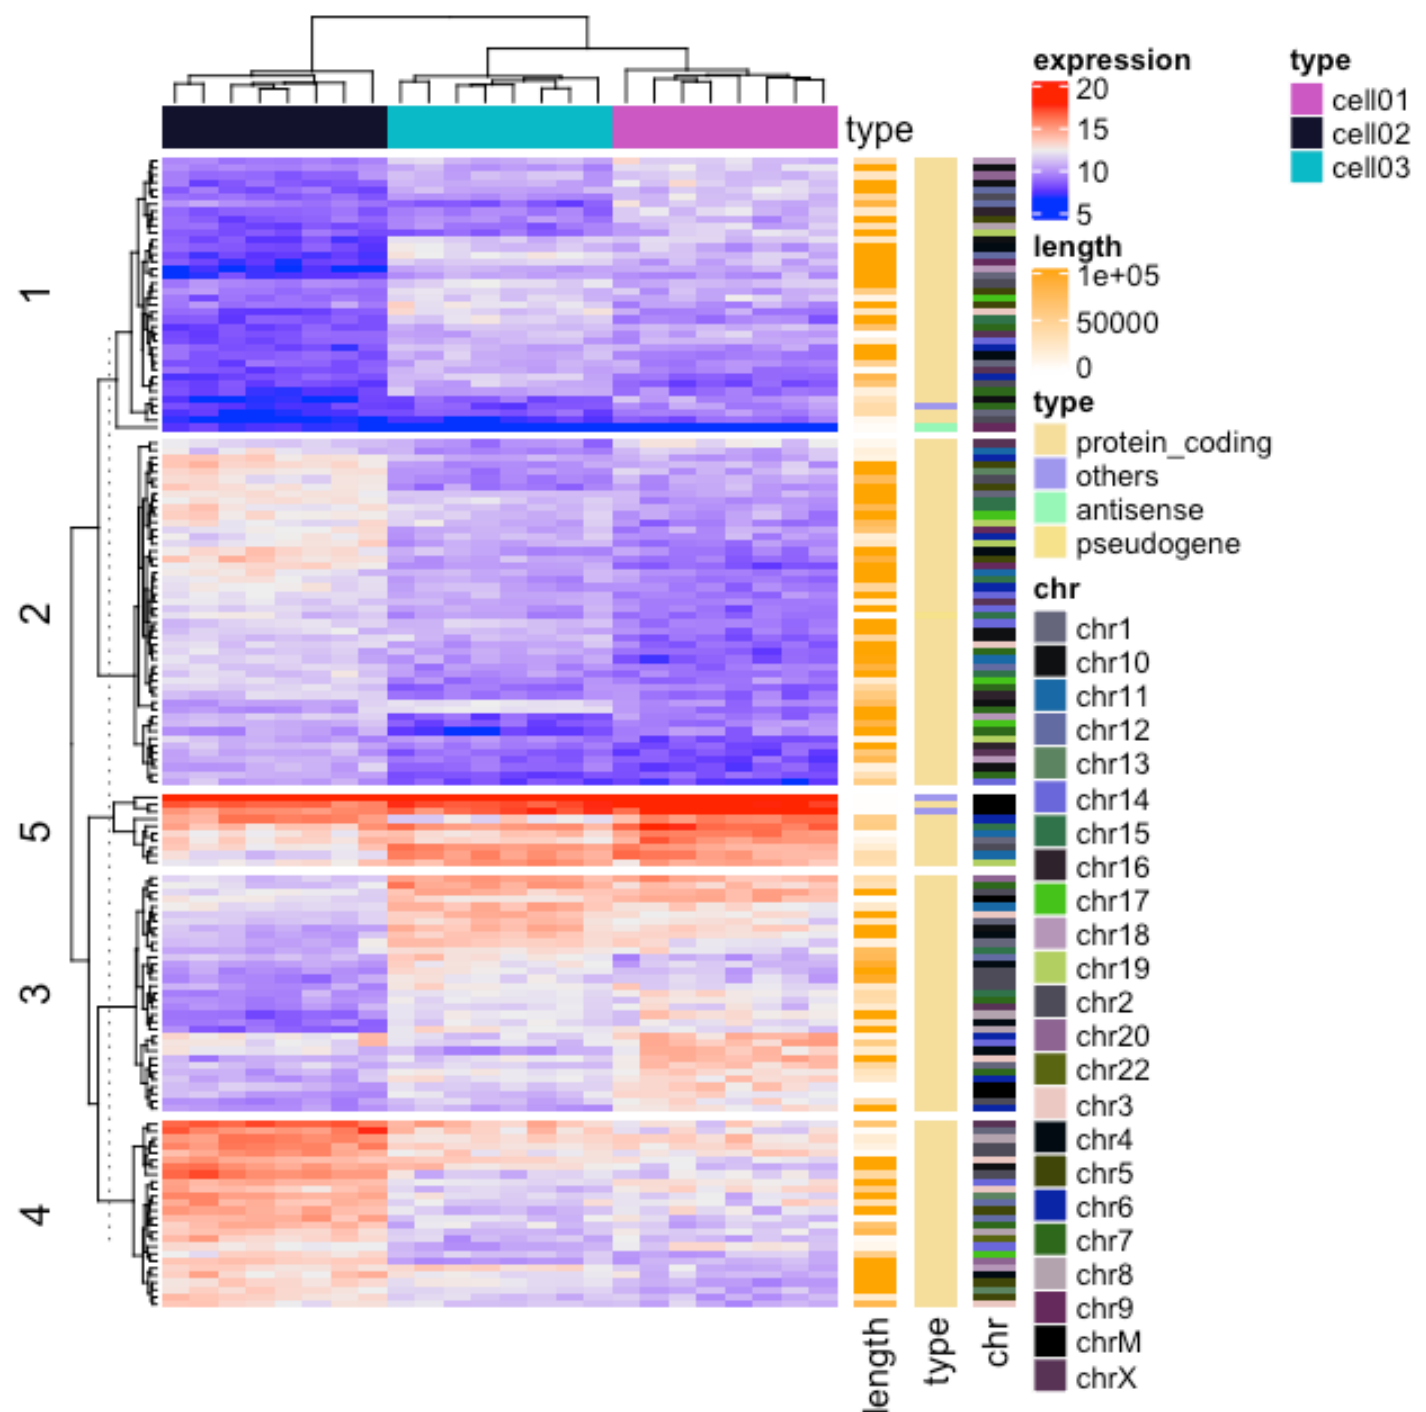 type
1
2
5
3
4
length
type
chr
expression
20
15
10
5
length
1e+05
50000
0
type
protein_coding
others
antisense
pseudogene
chr
chr1
chr10
chr11
chr12
chr13
chr14
chr15
chr16
chr17
chr18
chr19
chr2
chr20
chr22
chr3
chr4
chr5
chr6
chr7
chr8
chr9
chrM
chrX
type
cell01
cell02
cell03